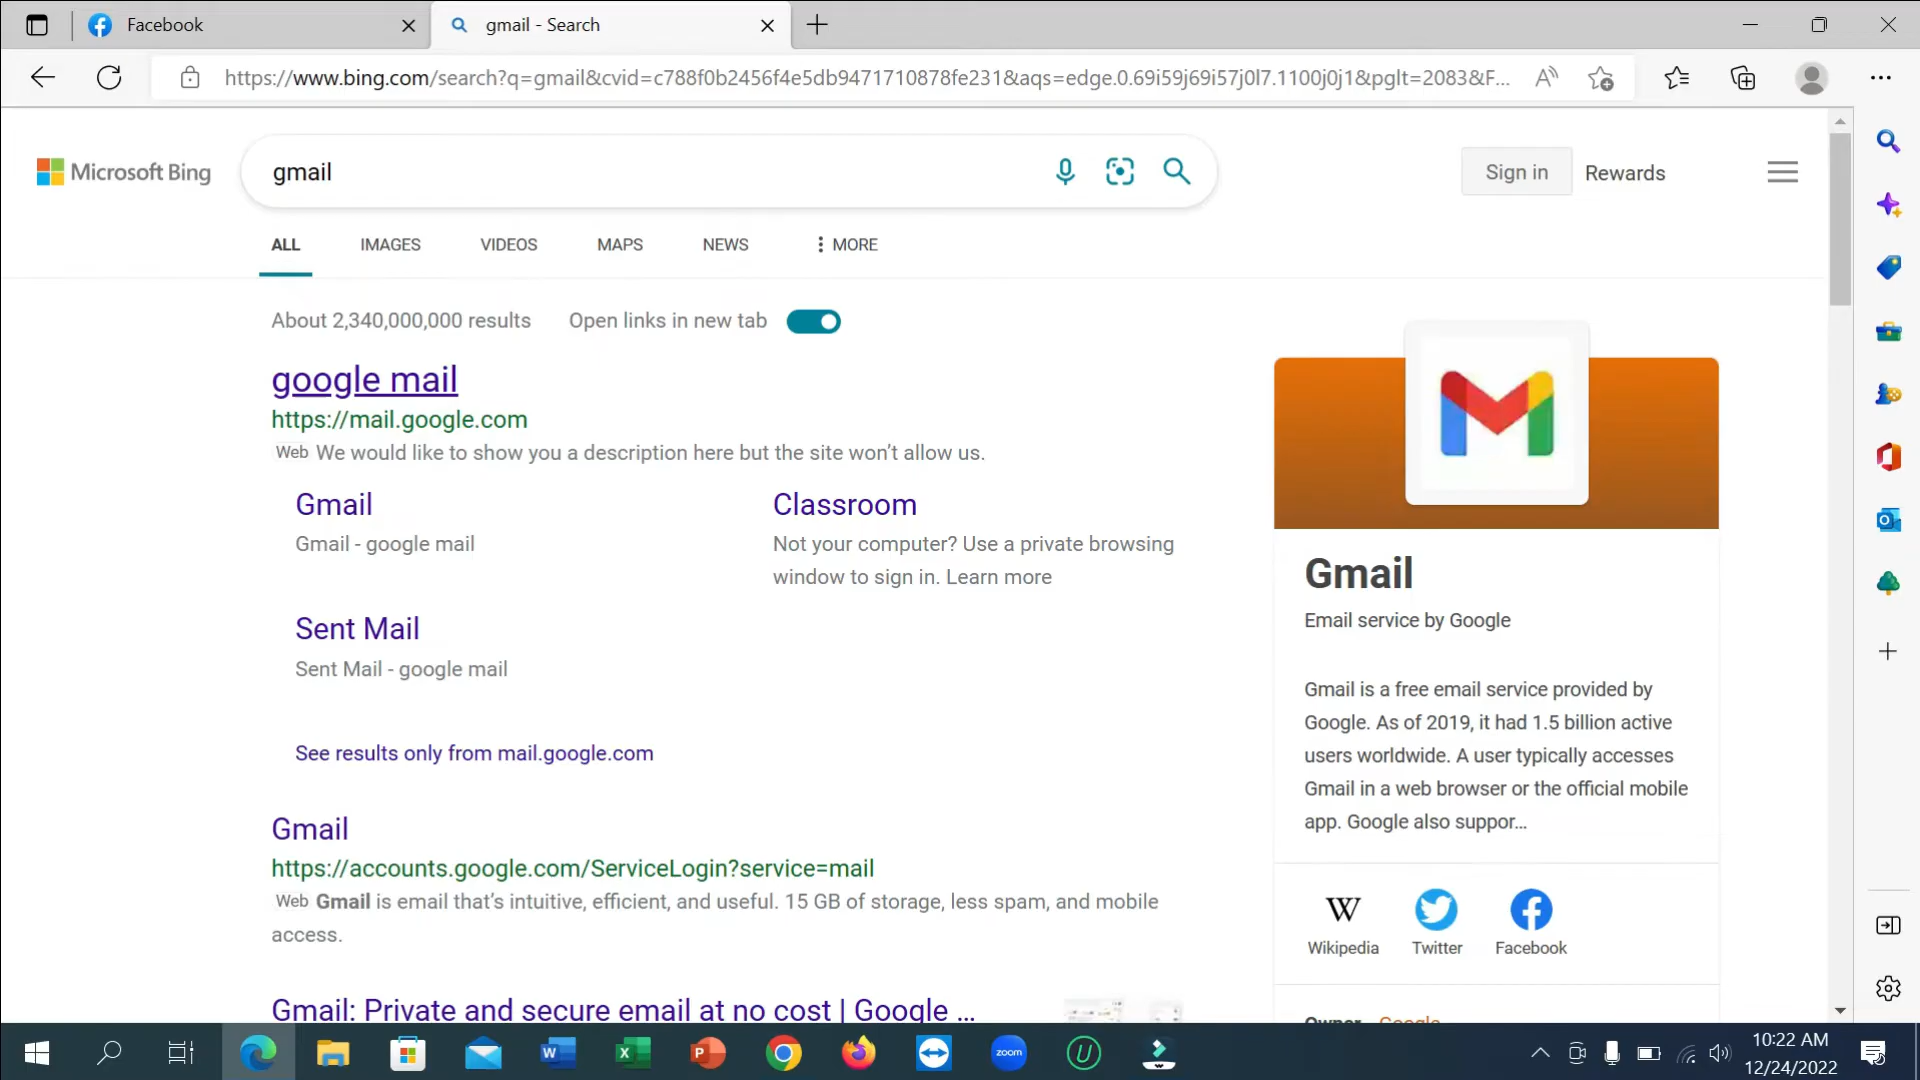 Facebook
gmail - Search
https://www.bing.com/search?q=gmail&cvid=c788f0b2456f4e5db9471710878fe231&aqs=edge.0.69i59j69i57j0l7.1100j0j1&pglt=2083&F...
Microsoft Bing
gmail
Sign in
Rewards
ALL
IMAGES
VIDEOS
MAPS
NEWS
MORE
About 2,340,000,000 results
Open links in new tab
google mail
https://mail.google.com
Web We would like to show you a description here but the site won’t allow us.
Gmail
Gmail - google mail
Classroom
Not your computer? Use a private browsing
window to sign in. Learn more
Sent Mail
Sent Mail - google mail
See results only from mail.google.com
Gmail
https://accounts.google.com/ServiceLogin?service=mail
Web Gmail is email that’s intuitive, efficient, and useful. 15 GB of storage, less spam, and mobile
access.
Gmail: Private and secure email at no cost | Google ...
Gmail
Email service by Google
Gmail is a free email service provided by
Google. As of 2019, it had 1.5 billion active
users worldwide. A user typically accesses
Gmail in a web browser or the official mobile
app. Google also suppor…
W
Wikipedia
Twitter
Facebook
Owner Google
zoom
10:22 AM
12/24/2022